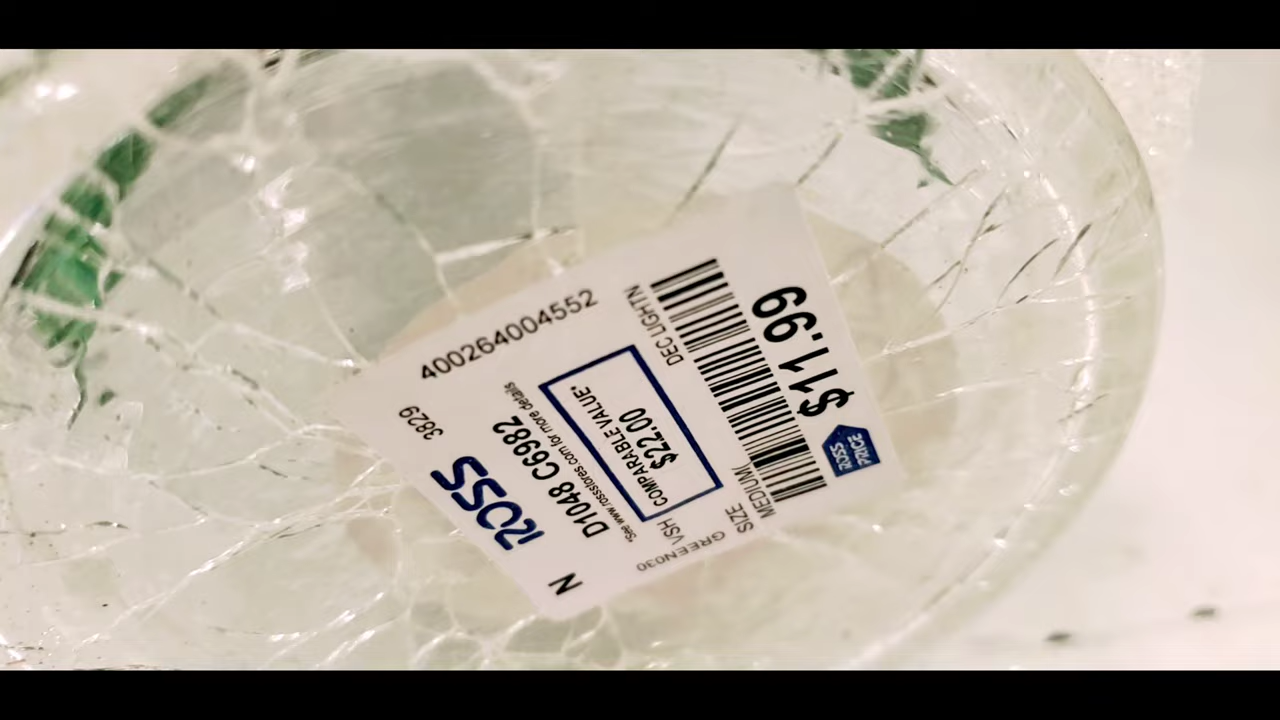 N
ROSS
3829
D1048 C6982
400264004552
*See www.rossstores.com for more details
COMPARABLE VALUE*
$22.00
VSH
DEC LIGHTN
GREEN030
SIZE
MEDIUM(
ROSS
PRICE
$11.99